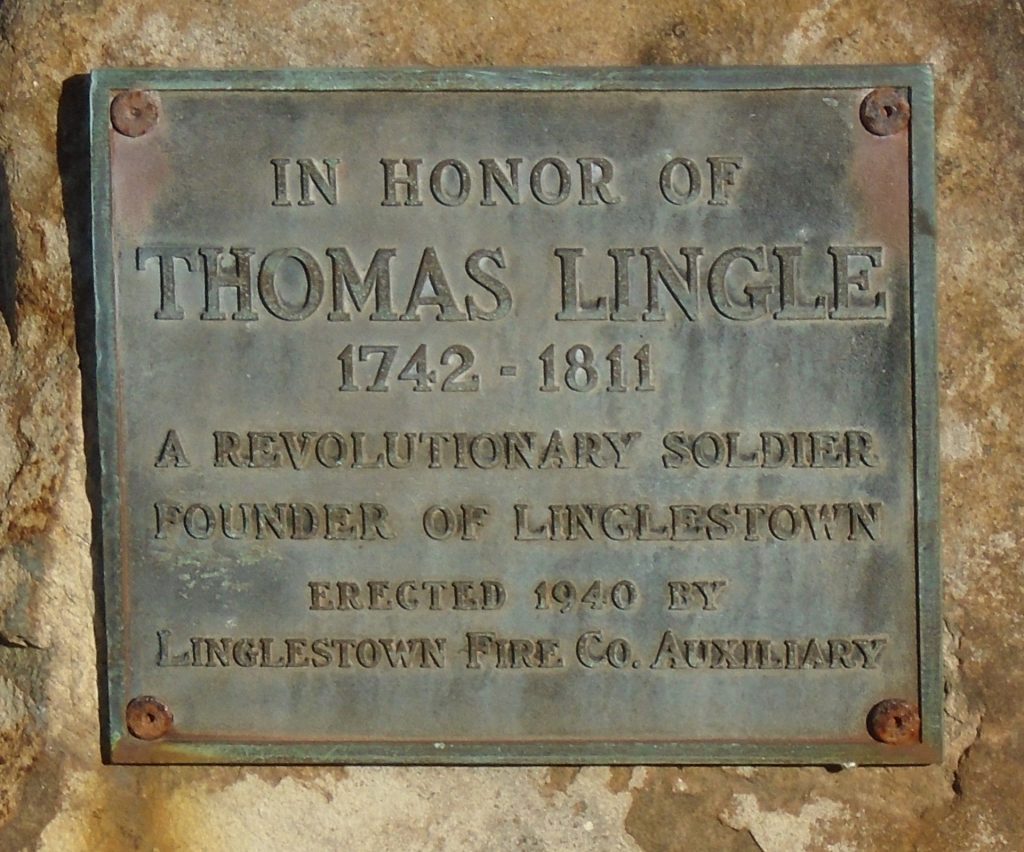 IN HONOR OF
THOMAS LINGLE
1742 - 1811
A REVOLUTIONARY SOLDIER
FOUNDER OF LINGLESTOWN
ERECTED 1940 BY
LINGLESTOWN FIRE CO. AUXILIARY